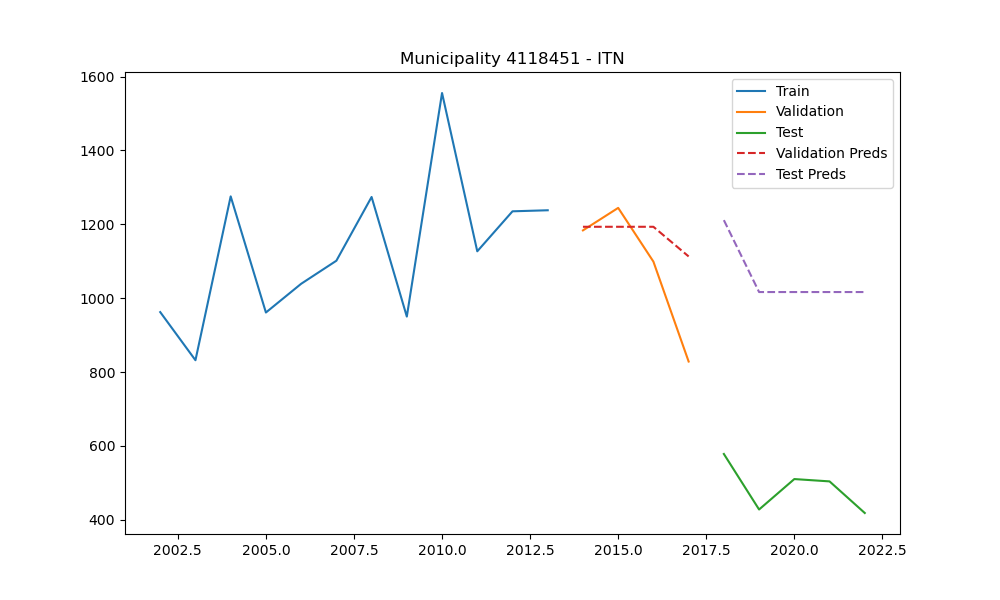 Municipality 4118451 - ITN
1600
1400
1200
1000
800
600
400
2002.5 2005.0 2007.5 2010.0 2012.5 2015.0 2017.5 2020.0 2022.5
Train
Validation
Test
Validation Preds
Test Preds